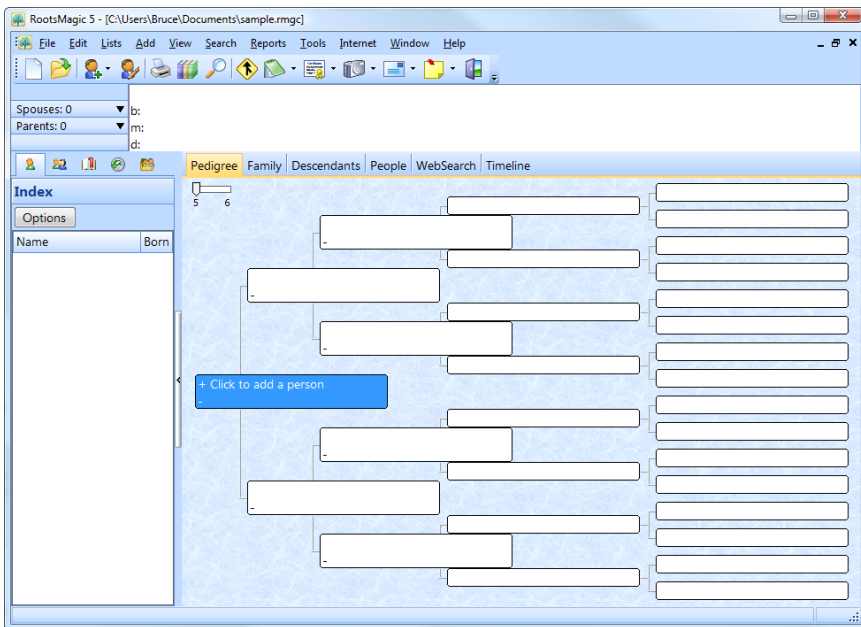 RootsMagic 5 - [C:\Users\Bruce\Documents\sample.rmgc]
File Edit Lists Add View Search Reports Tools Internet Window Help
Spouses: 0
b:
Parents: 0
m:
d:
Pedigree Family Descendants People WebSearch Timeline
Index
5 6
Options
Name Born
-
-
-
+ Click to add a person
-
-
-
-